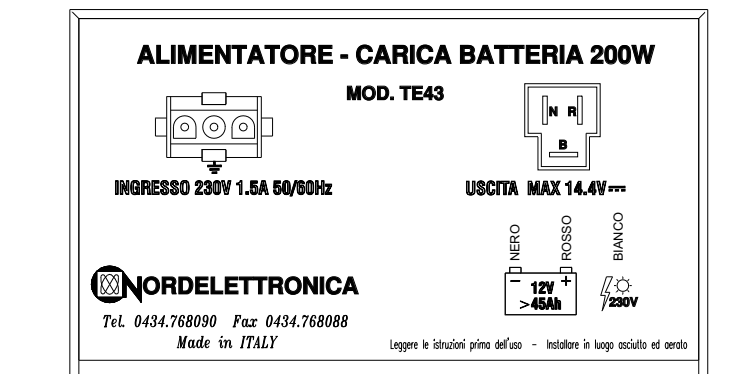 ALIMENTATORE - CARICA BATTERIA 200W
MOD. TE43
N R
B
INGRESSO 230V 1.5A 50/60Hz
USCITA MAX 14.4V⎓
NERO
ROSSO
BIANCO
− +
12V
>45Ah
230V
NORDELETTRONICA
Tel. 0434.768090 Fax 0434.768088
Made in ITALY
Leggere le istruzioni prima dell'uso – Installare in luogo asciutto ed aerato